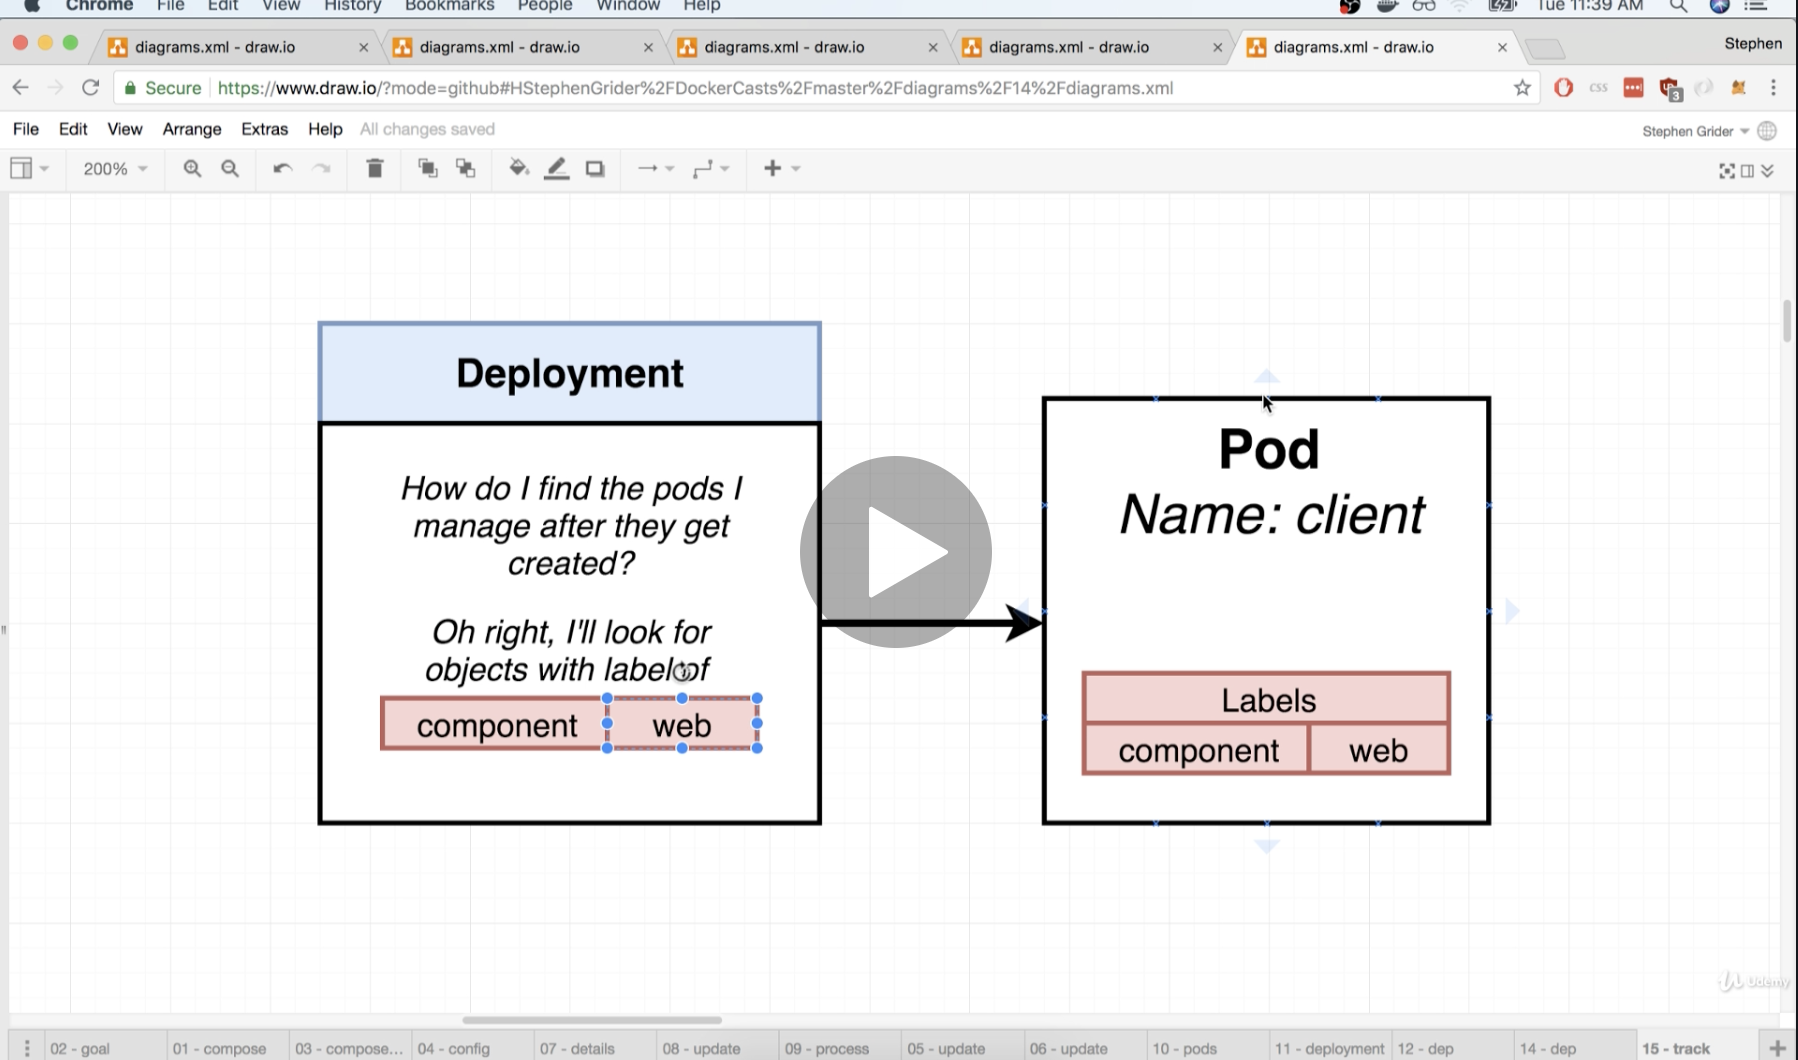 Chrome File Edit View History Bookmarks People Window Help Tue 11:39 AM
diagrams.xml - draw.io diagrams.xml - draw.io diagrams.xml - draw.io diagrams.xml - draw.io diagrams.xml - draw.io Stephen
Secure https://www.draw.io/?mode=github#HStephenGrider%2FDockerCasts%2Fmaster%2Fdiagrams%2F14%2Fdiagrams.xml CSS 3
File Edit View Arrange Extras Help All changes saved Stephen Grider
200%
Deployment
How do I find the pods I
manage after they get
created?
Oh right, I'll look for
objects with label of
component web
Pod
Name: client
Labels
component web
Udemy
02 - goal 01 - compose 03 - compose... 04 - config 07 - details 08 - update 09 - process 05 - update 06 - update 10 - pods 11 - deployment 12 - dep 14 - dep 15 - track